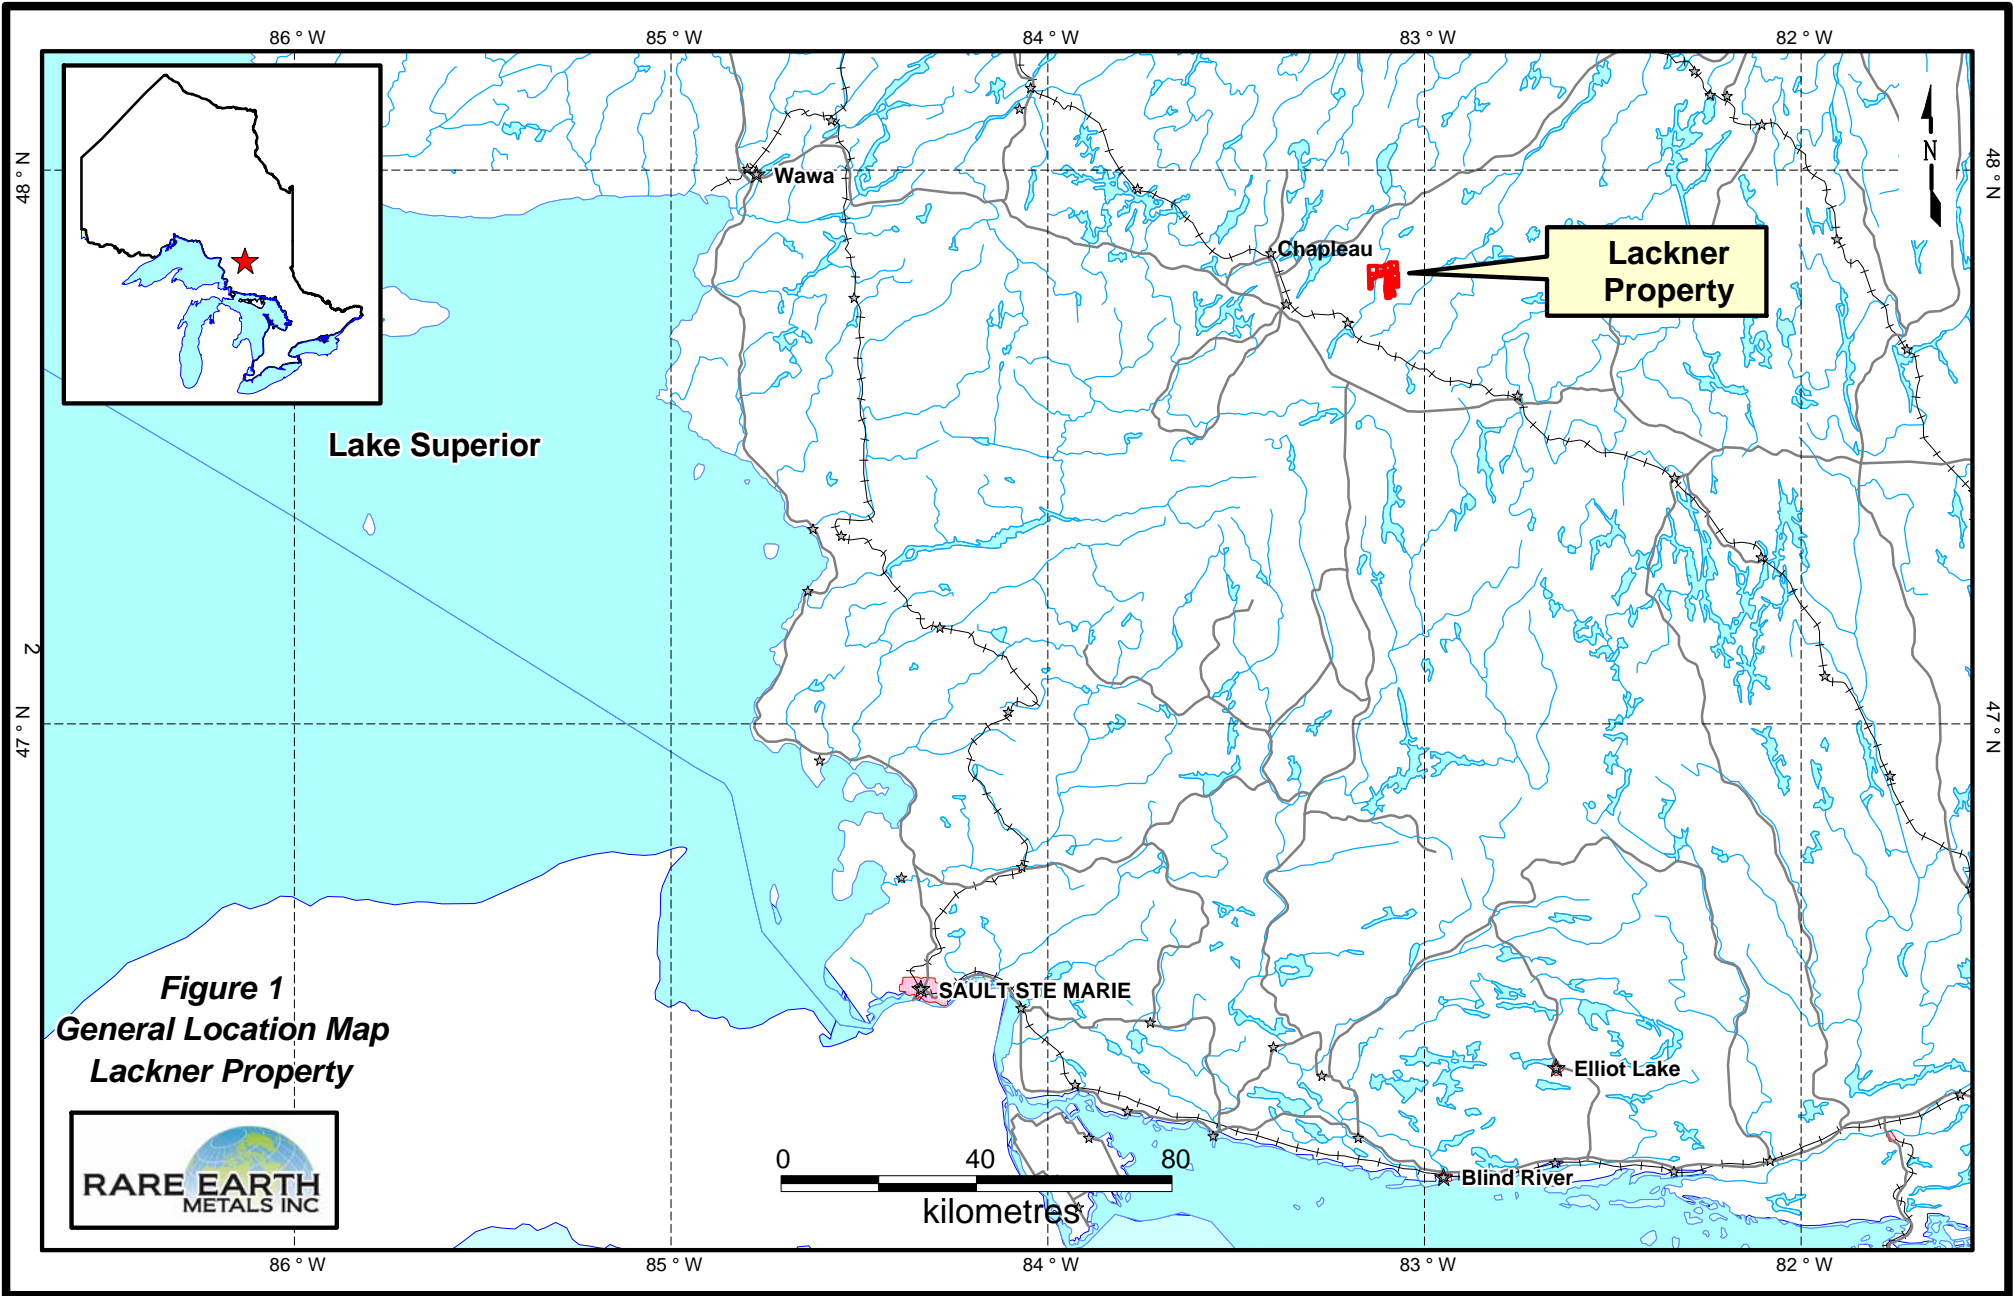 86 ° W
85 ° W
84 ° W
83 ° W
82 ° W
48 ° N
48 ° N
N
Wawa
Chapleau
Lackner
Property
Lake Superior
N
47 ° N
47 ° N
SAULT STE MARIE
Elliot Lake
Blind River
Figure 1
General Location Map
Lackner Property
RARE EARTH
METALS INC
0 40 80
kilometres
86 ° W
85 ° W
84 ° W
83 ° W
82 ° W